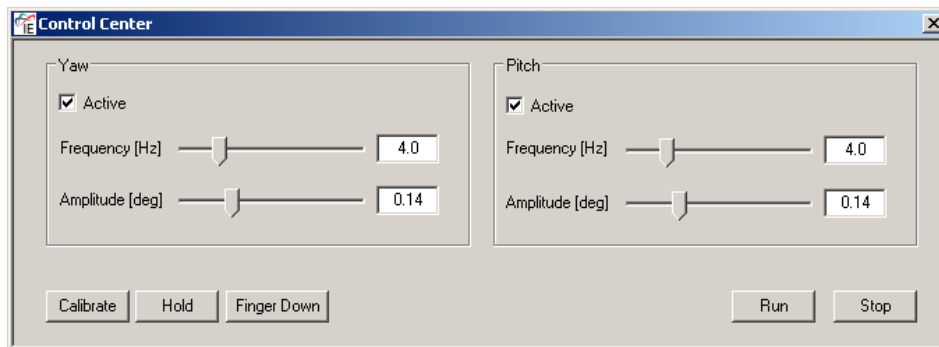 IE Control Center
Yaw
Active
Frequency [Hz] 4.0
Amplitude [deg] 0.14
Pitch
Active
Frequency [Hz] 4.0
Amplitude [deg] 0.14
Calibrate Hold Finger Down Run Stop